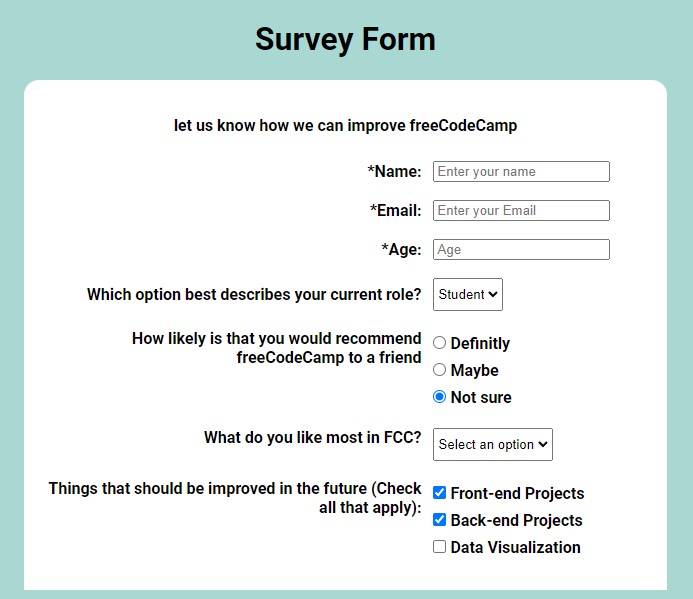 Survey Form
let us know how we can improve freeCodeCamp
*Name: Enter your name
*Email: Enter your Email
*Age: Age
Which option best describes your current role? Student
How likely is that you would recommend
freeCodeCamp to a friend
Definitly
Maybe
Not sure
What do you like most in FCC? Select an option
Things that should be improved in the future (Check
all that apply):
Front-end Projects
Back-end Projects
Data Visualization